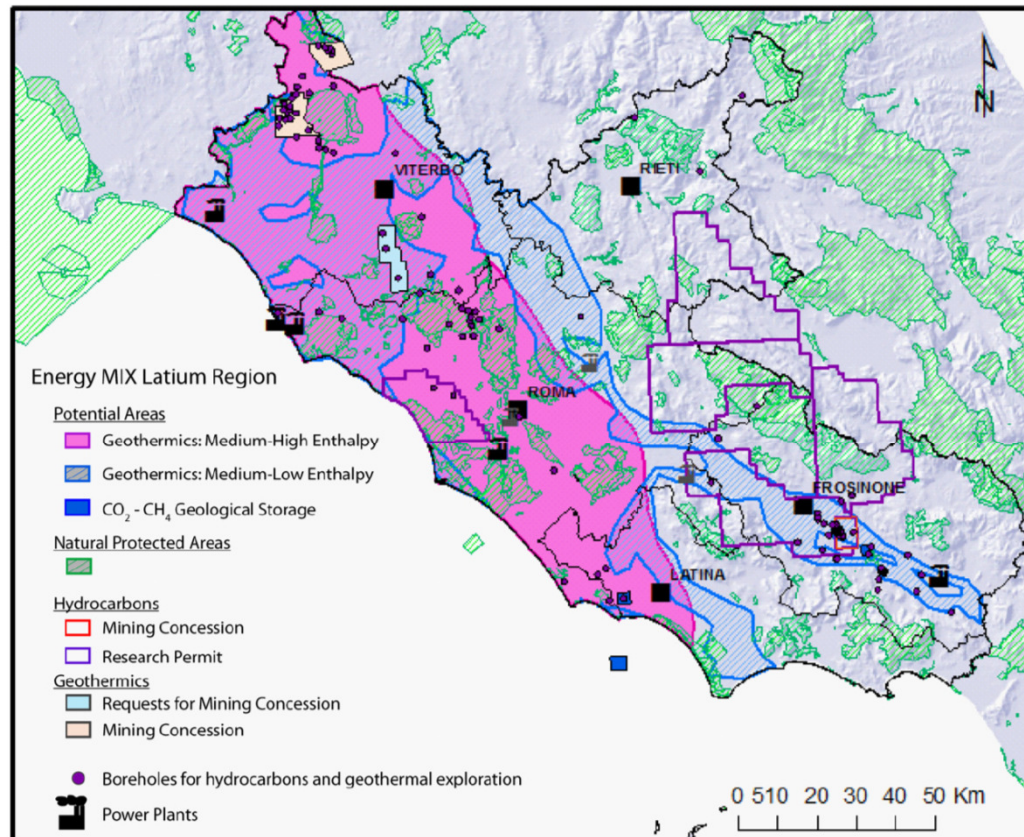 N
VITERBO
RIETI
ROMA
FROSINONE
LATINA
Energy MIX Latium Region
Potential Areas
Geothermics: Medium-High Enthalpy
Geothermics: Medium-Low Enthalpy
CO₂ - CH₄ Geological Storage
Natural Protected Areas
Hydrocarbons
Mining Concession
Research Permit
Geothermics
Requests for Mining Concession
Mining Concession
Boreholes for hydrocarbons and geothermal exploration
Power Plants
0 510 20 30 40 50 Km